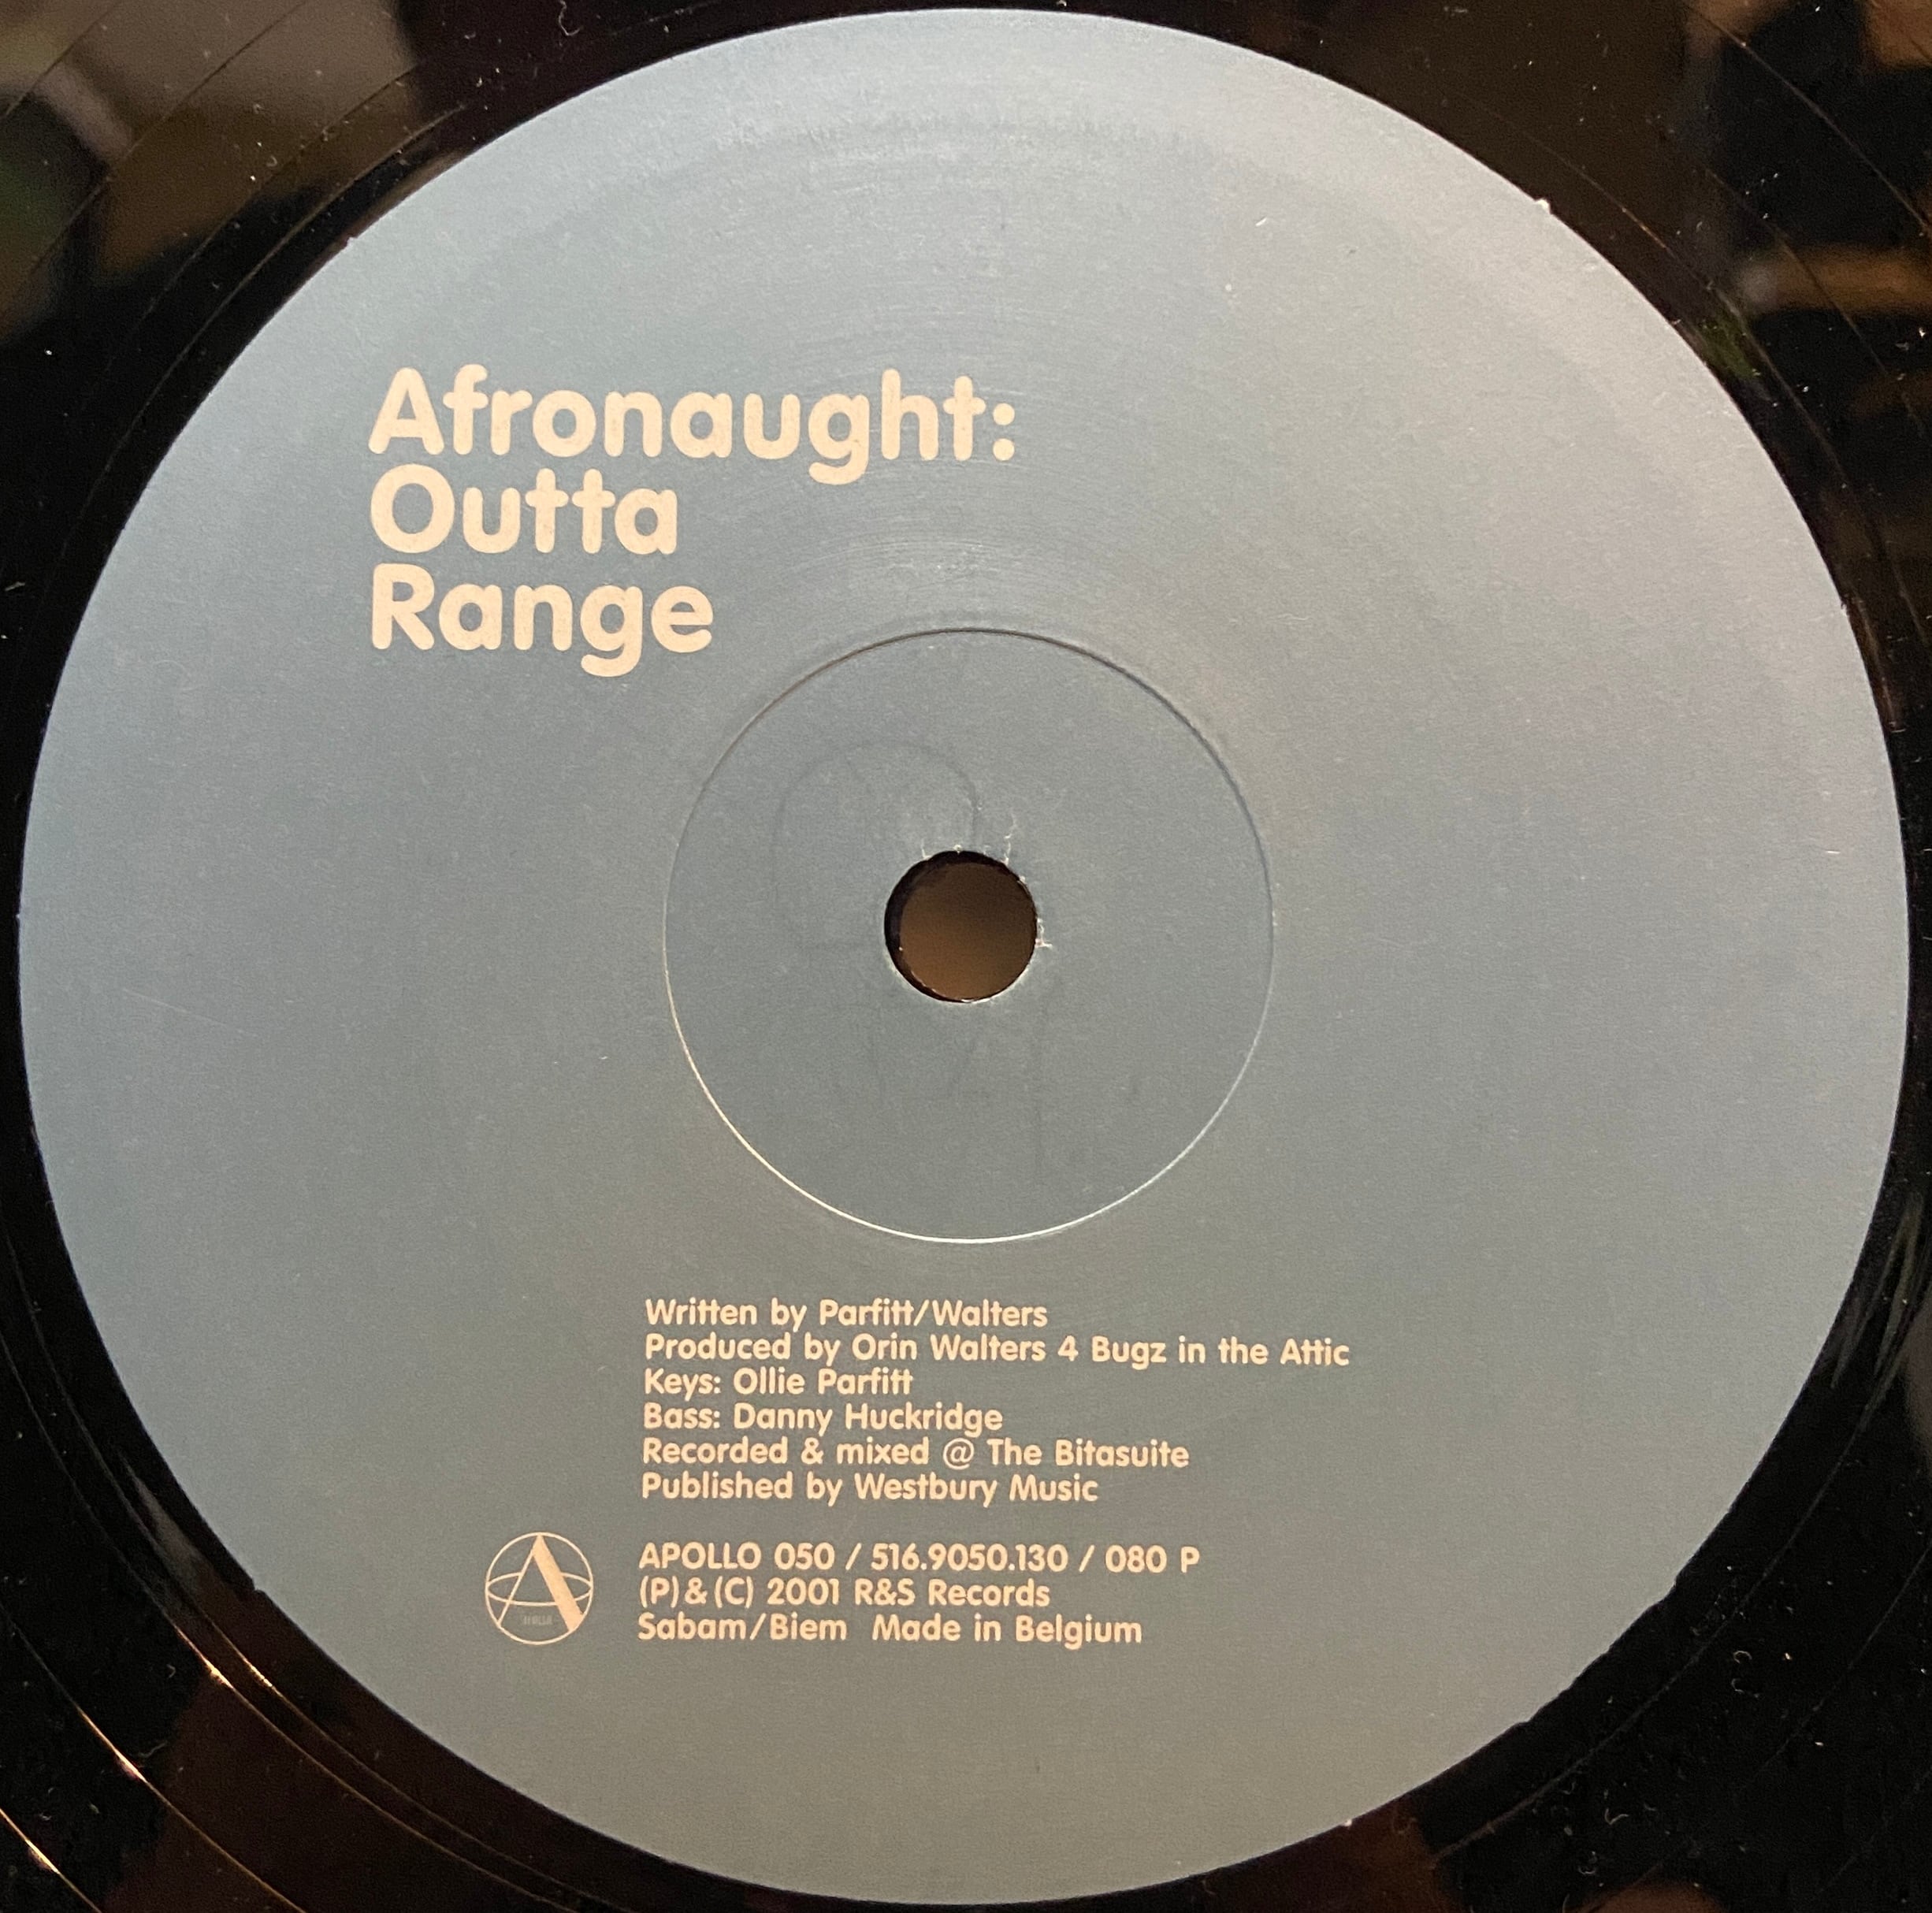 Afronaught:
Outta
Range
Written by Parfitt/Walters
Produced by Orin Walters 4 Bugz in the Attic
Keys: Ollie Parfitt
Bass: Danny Huckridge
Recorded & mixed @ The Bitasuite
Published by Westbury Music
APOLLO 050 / 516.9050.130 / 080 P
(P)&(C) 2001 R&S Records
Sabam/Biem Made in Belgium